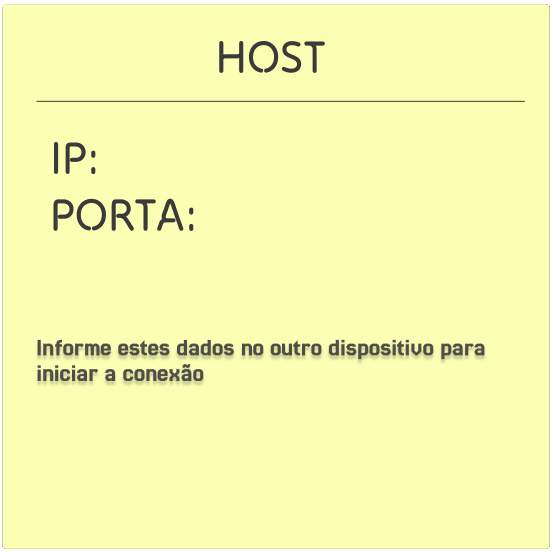 HOST
IP:
PORTA:
Informe estes dados no outro dispositivo para
iniciar a conexão